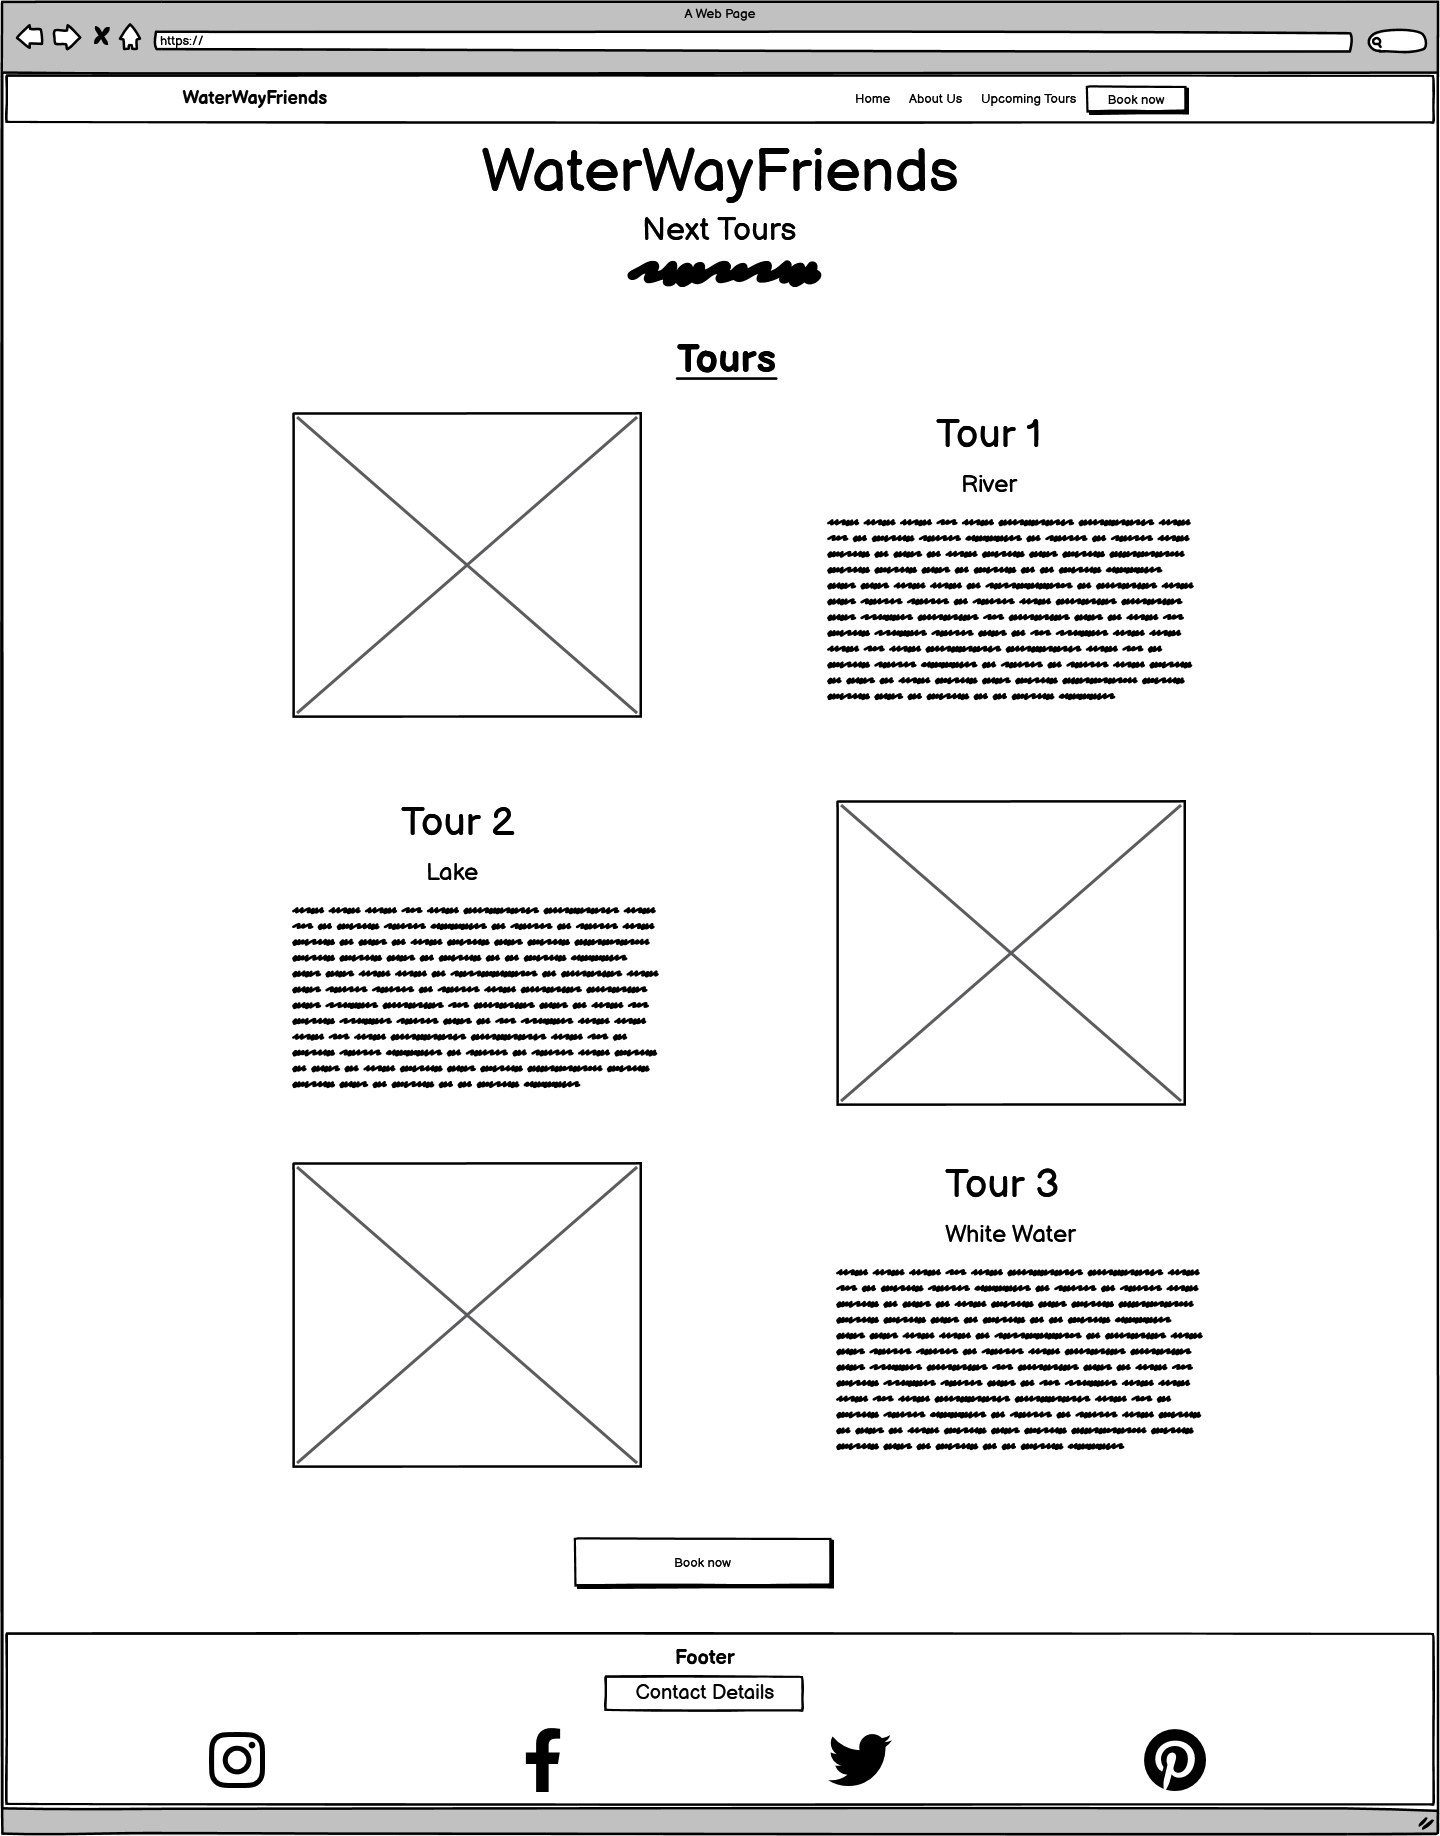 A Web Page
https://
WaterWayFriends
Home
About Us
Upcoming Tours
Book now
WaterWayFriends
Next Tours
Tours
Tour 1
River
Tour 2
Lake
Tour 3
White Water
Book now
Footer
Contact Details